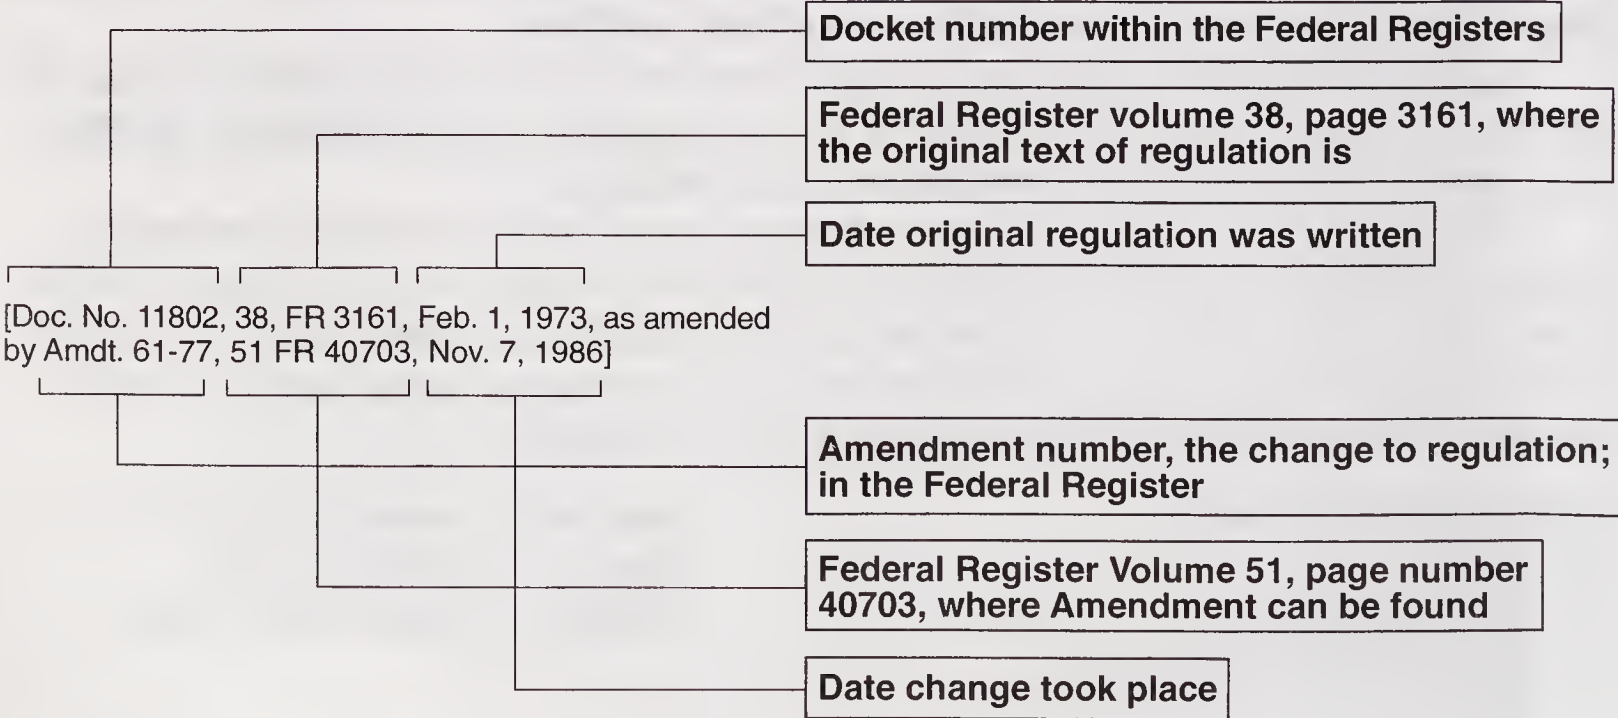 Docket number within the Federal Registers
Federal Register volume 38, page 3161, where
the original text of regulation is
Date original regulation was written
[Doc. No. 11802, 38, FR 3161, Feb. 1, 1973, as amended
by Amdt. 61-77, 51 FR 40703, Nov. 7, 1986]
Amendment number, the change to regulation;
in the Federal Register
Federal Register Volume 51, page number
40703, where Amendment can be found
Date change took place